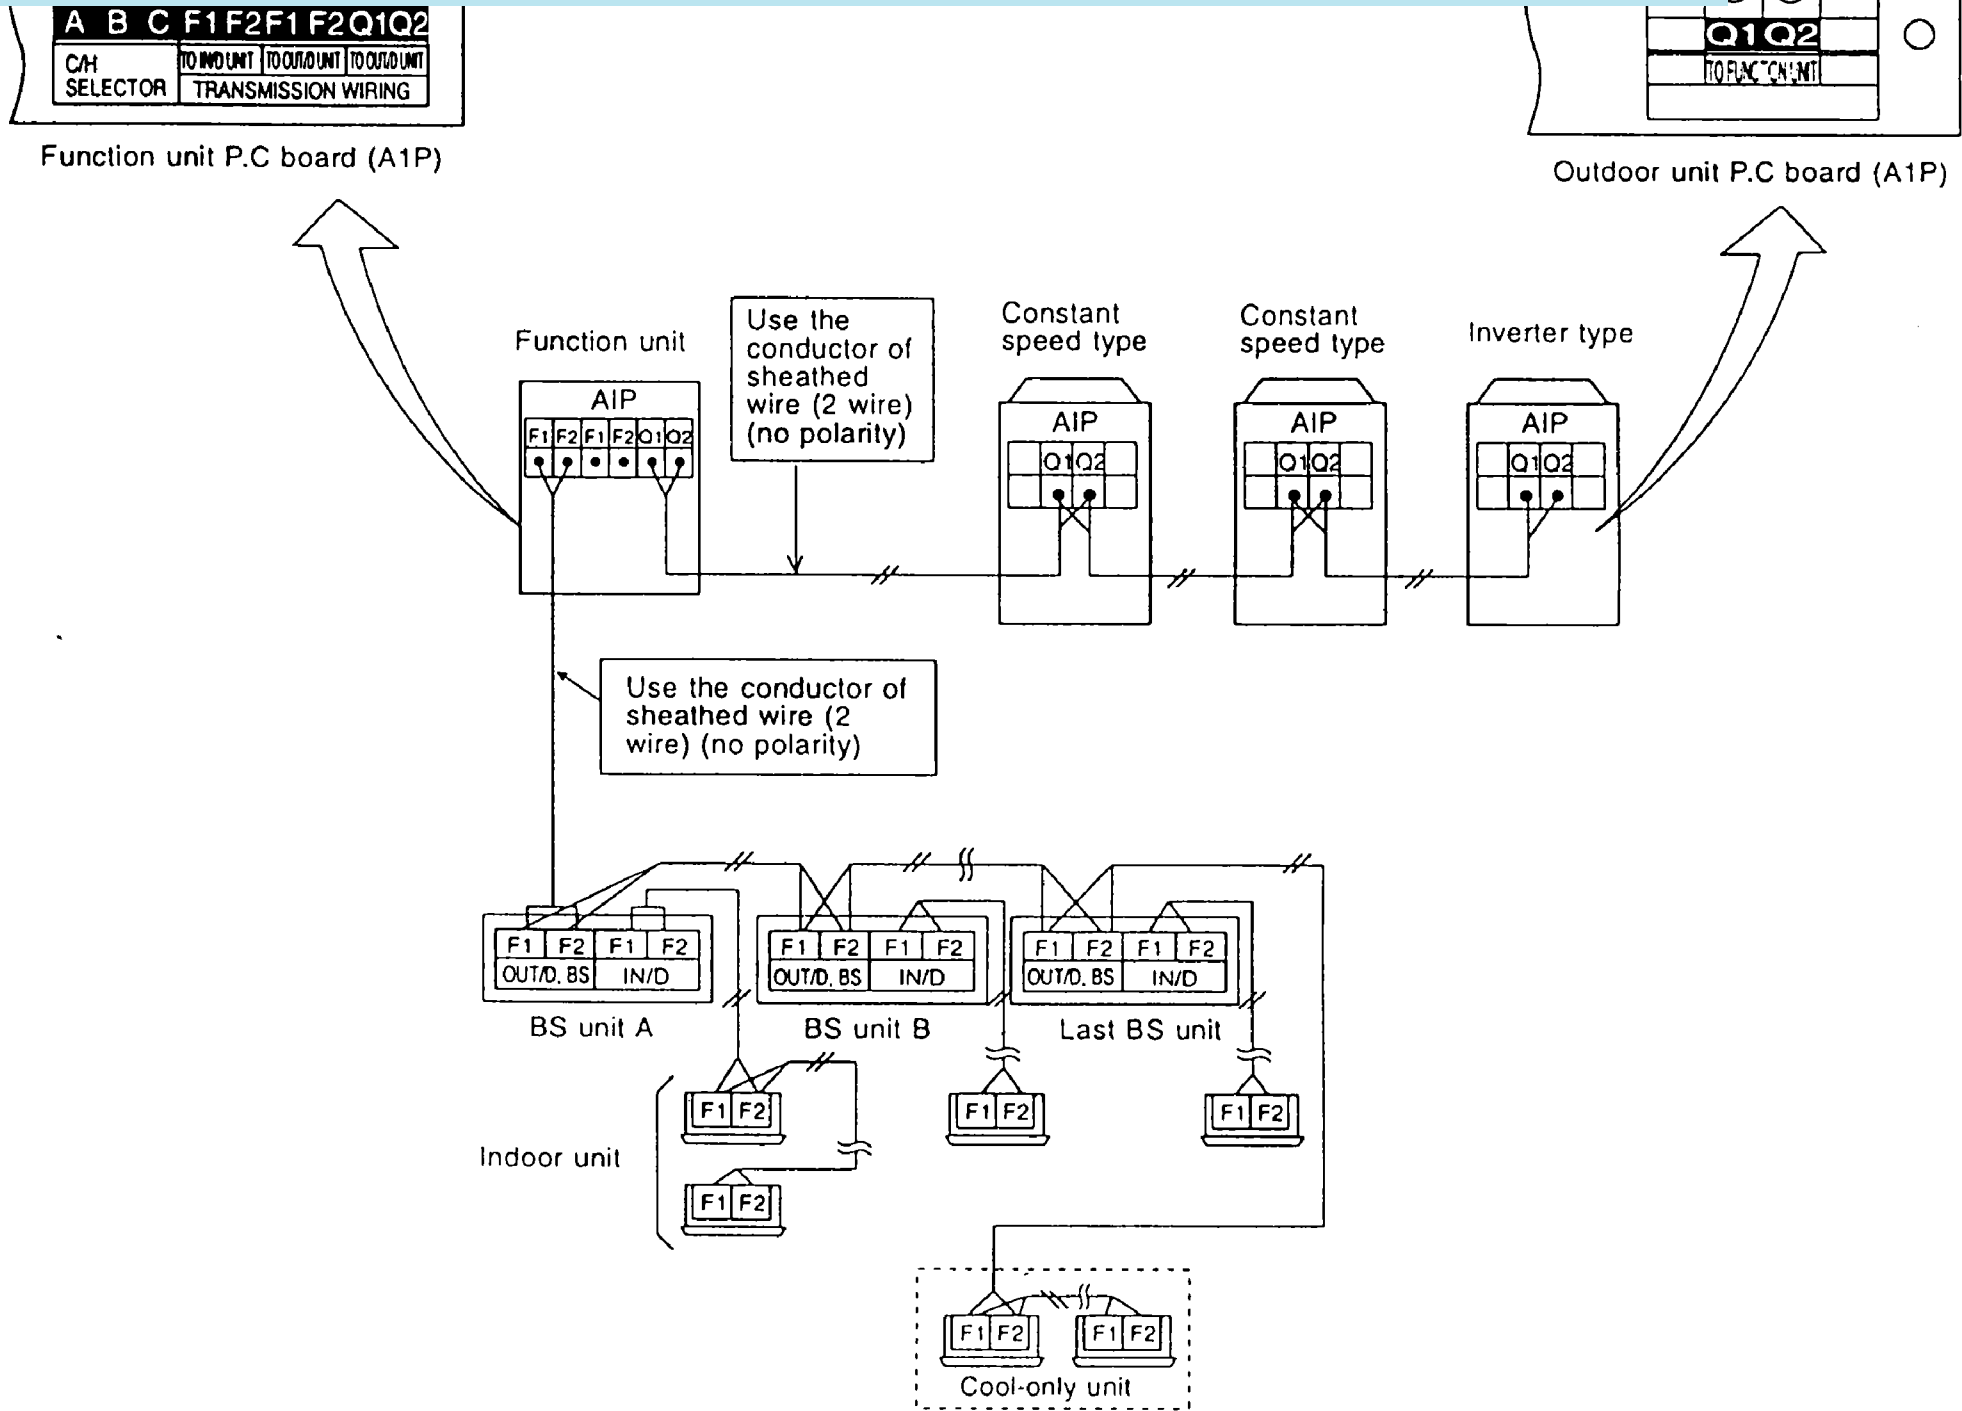 A B C F1 F2 F1 F2 Q1 Q2
C/H
SELECTOR
TO IN/D UNIT TO OUT/D UNIT TO OUT/D UNIT
TRANSMISSION WIRING
Function unit P.C board (A1P)
Q1 Q2
TO FUNCTION UNIT
Outdoor unit P.C board (A1P)
Function unit
AIP
F1 F2 F1 F2 Q1 Q2
Use the
conductor of
sheathed
wire (2 wire)
(no polarity)
Constant
speed type
AIP
Q1 Q2
Constant
speed type
AIP
Q1 Q2
Inverter type
AIP
Q1 Q2
Use the conductor of
sheathed wire (2
wire) (no polarity)
F1 F2 F1 F2
OUT/D. BS IN/D
BS unit A
F1 F2 F1 F2
OUT/D. BS IN/D
BS unit B
F1 F2 F1 F2
OUT/D. BS IN/D
Last BS unit
Indoor unit
F1 F2
F1 F2
F1 F2
F1 F2
F1 F2
F1 F2
Cool-only unit